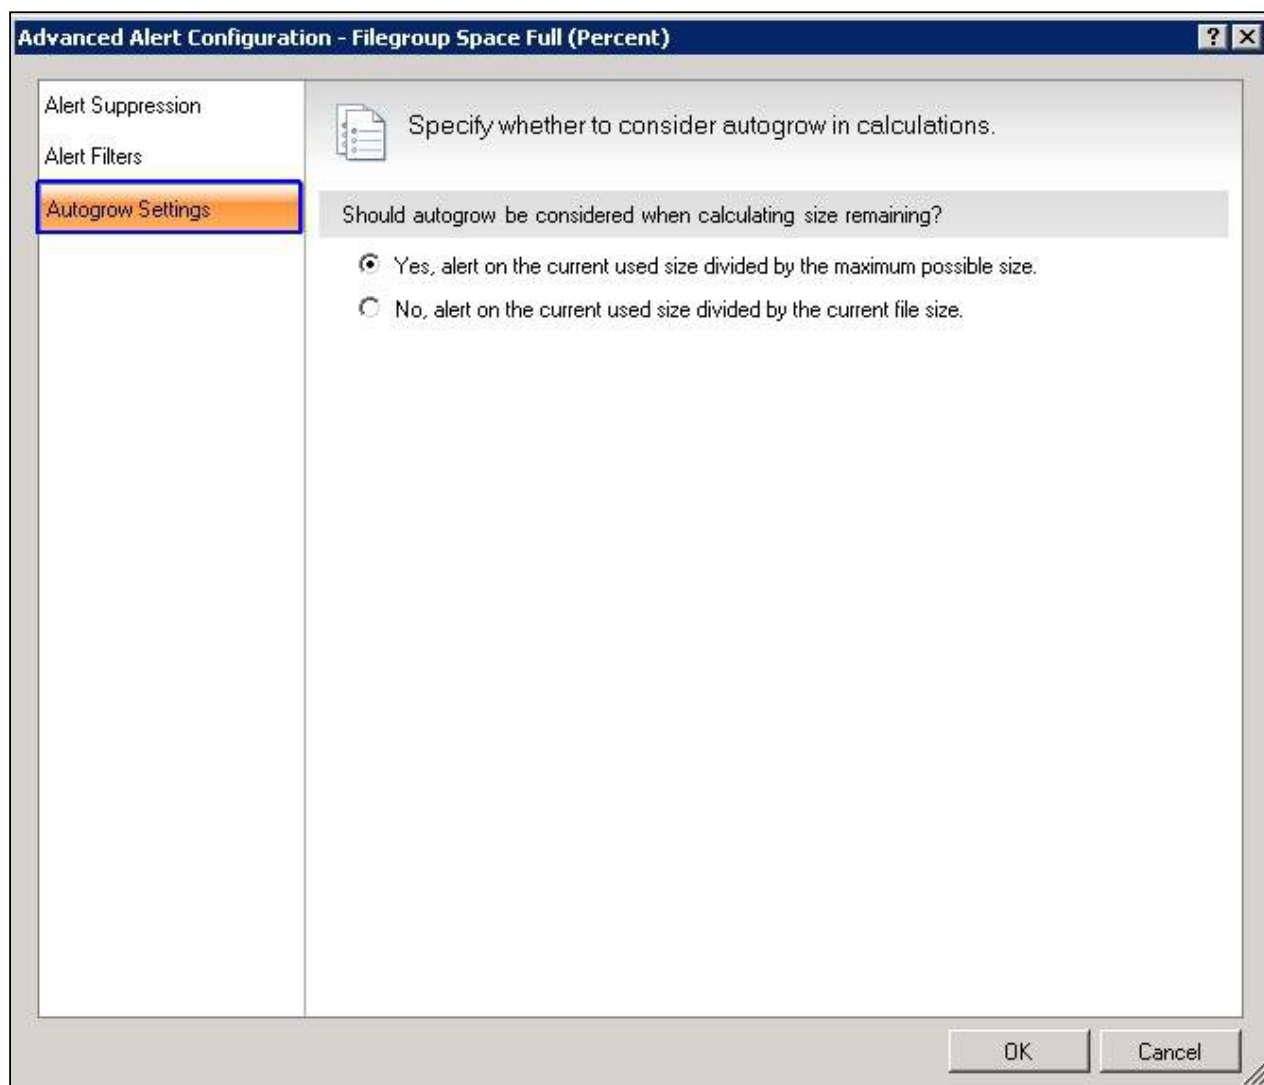 Advanced Alert Configuration - Filegroup Space Full (Percent)
Alert Suppression
Alert Filters
Autogrow Settings
Specify whether to consider autogrow in calculations.
Should autogrow be considered when calculating size remaining?
Yes, alert on the current used size divided by the maximum possible size.
No, alert on the current used size divided by the current file size.
OK
Cancel